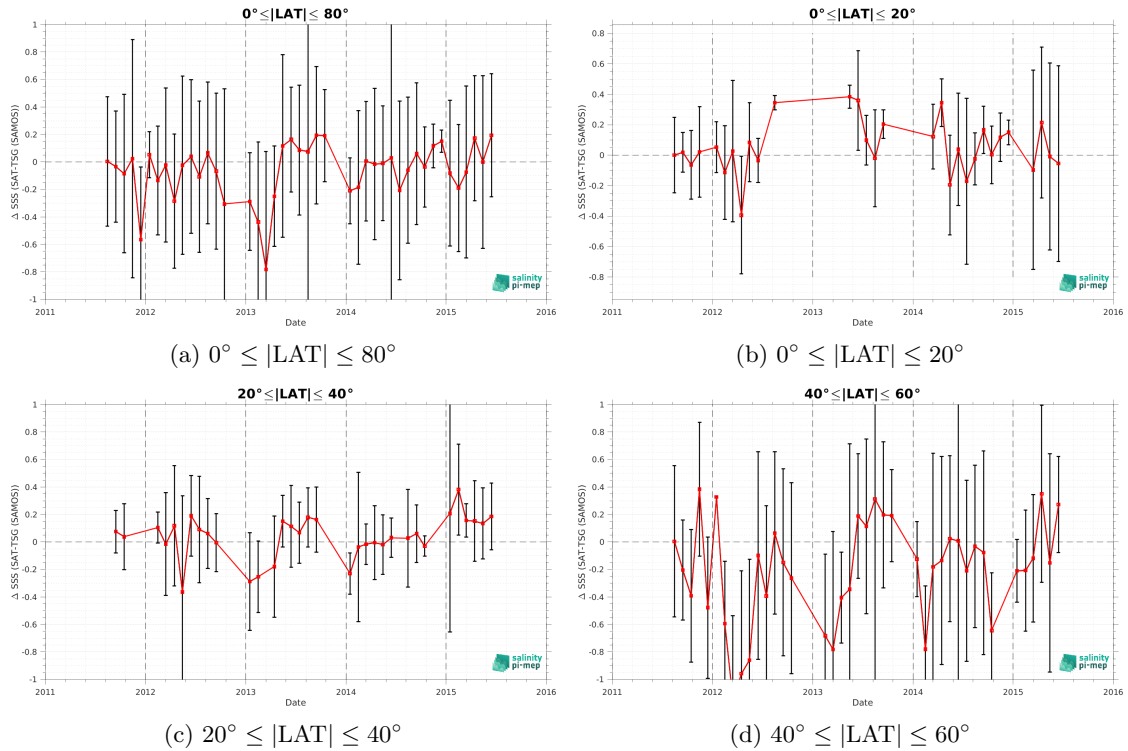 0°≤|LAT|≤ 80°
Δ SSS (SAT-TSG (SAMOS))
1
0.8
0.6
0.4
0.2
0
-0.2
-0.4
-0.6
-0.8
-1
2011 2012 2013 2014 2015 2016
Date
salinity
pi-mep
(a) 0° ≤ |LAT| ≤ 80°
0°≤|LAT|≤ 20°
Δ SSS (SAT-TSG (SAMOS))
0.8
0.6
0.4
0.2
0
-0.2
-0.4
-0.6
-0.8
2011 2012 2013 2014 2015 2016
Date
salinity
pi-mep
(b) 0° ≤ |LAT| ≤ 20°
20°≤|LAT|≤ 40°
Δ SSS (SAT-TSG (SAMOS))
1
0.8
0.6
0.4
0.2
0
-0.2
-0.4
-0.6
-0.8
-1
2011 2012 2013 2014 2015 2016
Date
salinity
pi-mep
(c) 20° ≤ |LAT| ≤ 40°
40°≤|LAT|≤ 60°
Δ SSS (SAT-TSG (SAMOS))
1
0.8
0.6
0.4
0.2
0
-0.2
-0.4
-0.6
-0.8
-1
2011 2012 2013 2014 2015 2016
Date
salinity
pi-mep
(d) 40° ≤ |LAT| ≤ 60°